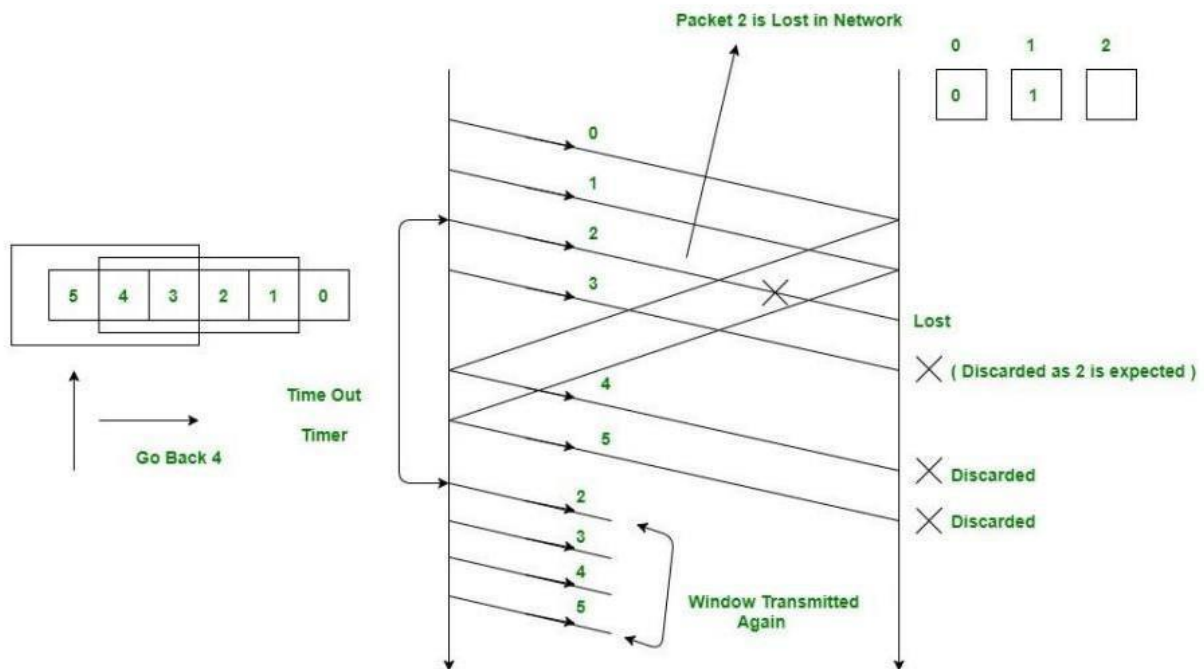 Packet 2 is Lost in Network
0 1 2
0 1
0
1
2
3
5 4 3 2 1 0
Lost
( Discarded as 2 is expected )
Time Out
Timer
4
Go Back 4
5
Discarded
Discarded
2
3
4
5
Window Transmitted
Again